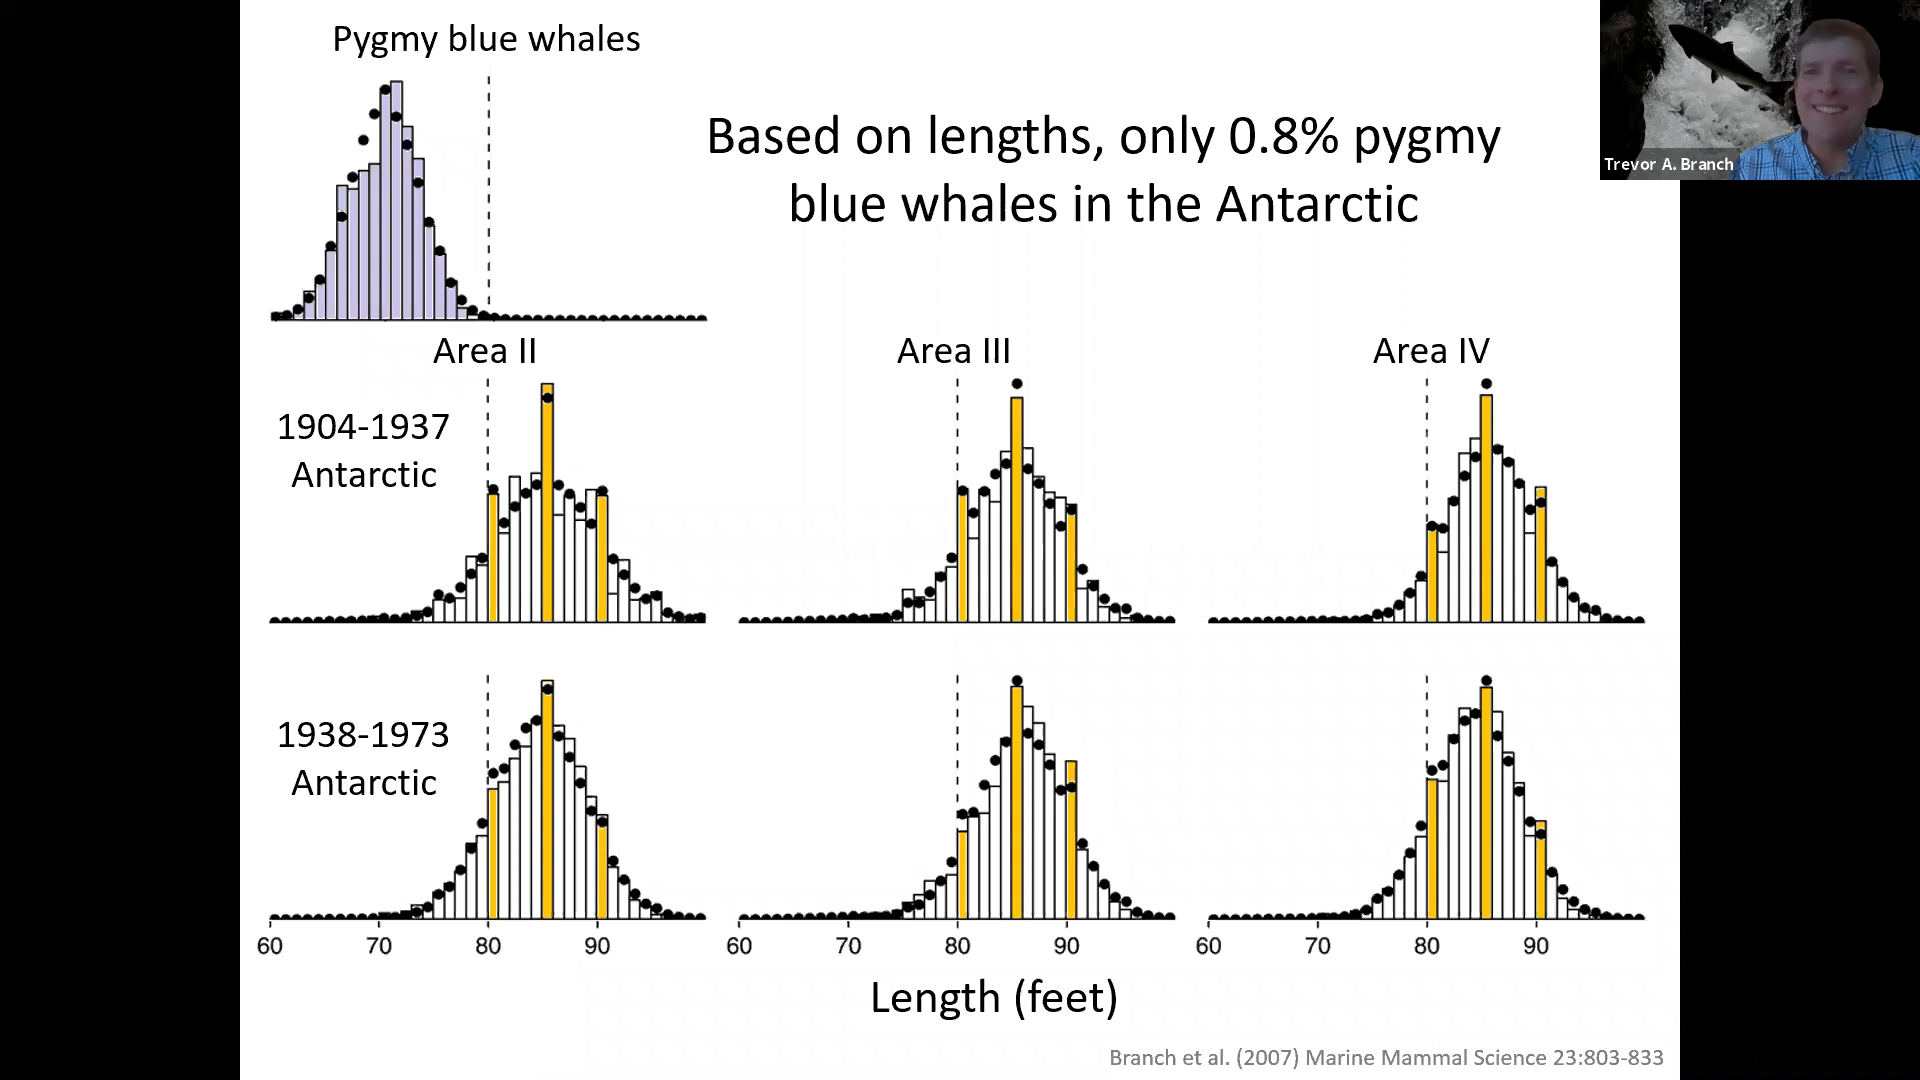 Pygmy blue whales
Based on lengths, only 0.8% pygmy
blue whales in the Antarctic
Trevor A. Branch
Area II
Area III
Area IV
1904-1937
Antarctic
1938-1973
Antarctic
60 70 80 90
60 70 80 90
60 70 80 90
Length (feet)
Branch et al. (2007) Marine Mammal Science 23:803-833